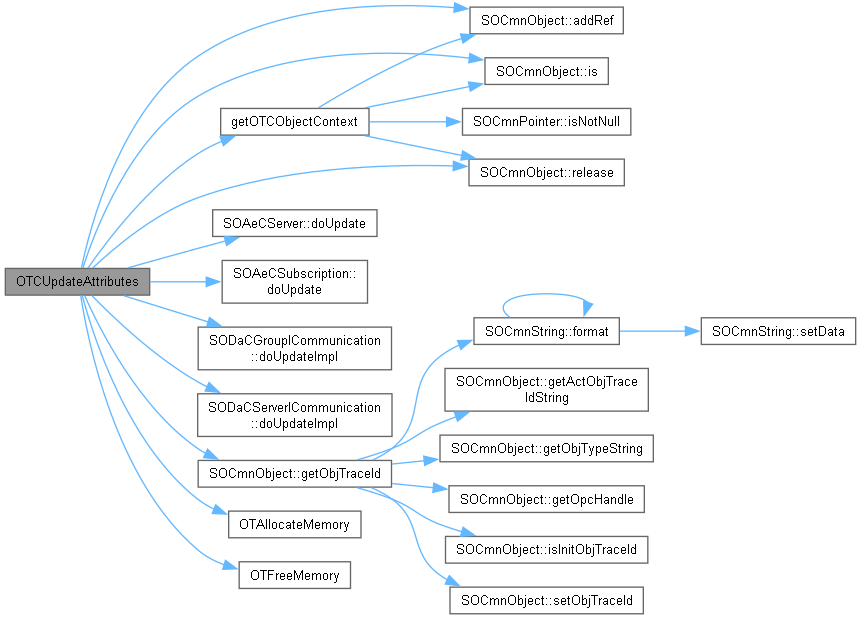 SOCmnObject::addRef
SOCmnObject::is
getOTCObjectContext
SOCmnPointer::isNotNull
SOCmnObject::release
SOAeCServer::doUpdate
OTCUpdateAttributes
SOAeCSubscription::
doUpdate
SODaCGroupICommunication
::doUpdateImpl
SOCmnString::format
SOCmnString::setData
SOCmnObject::getActObjTrace
IdString
SODaCServerICommunication
::doUpdateImpl
SOCmnObject::getObjTypeString
SOCmnObject::getObjTraceId
SOCmnObject::getOpcHandle
OTAllocateMemory
SOCmnObject::isInitObjTraceId
OTFreeMemory
SOCmnObject::setObjTraceId